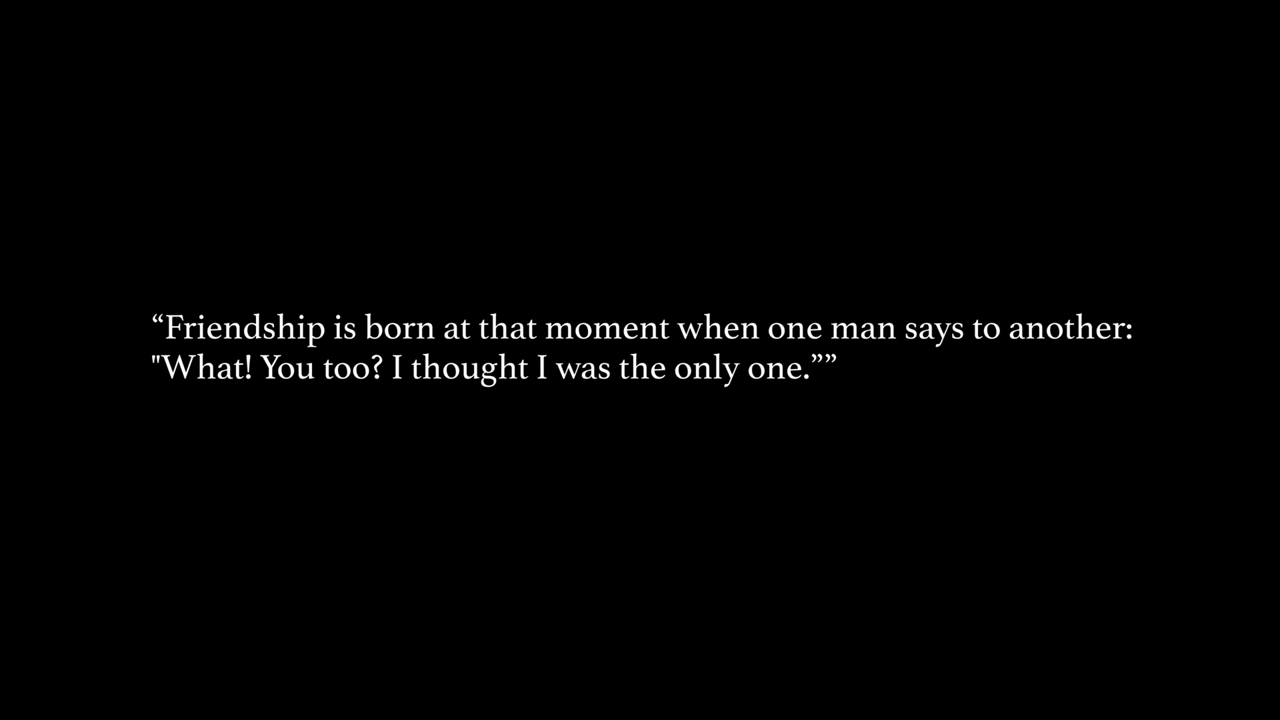 “Friendship is born at that moment when one man says to another:
"What! You too? I thought I was the only one.””